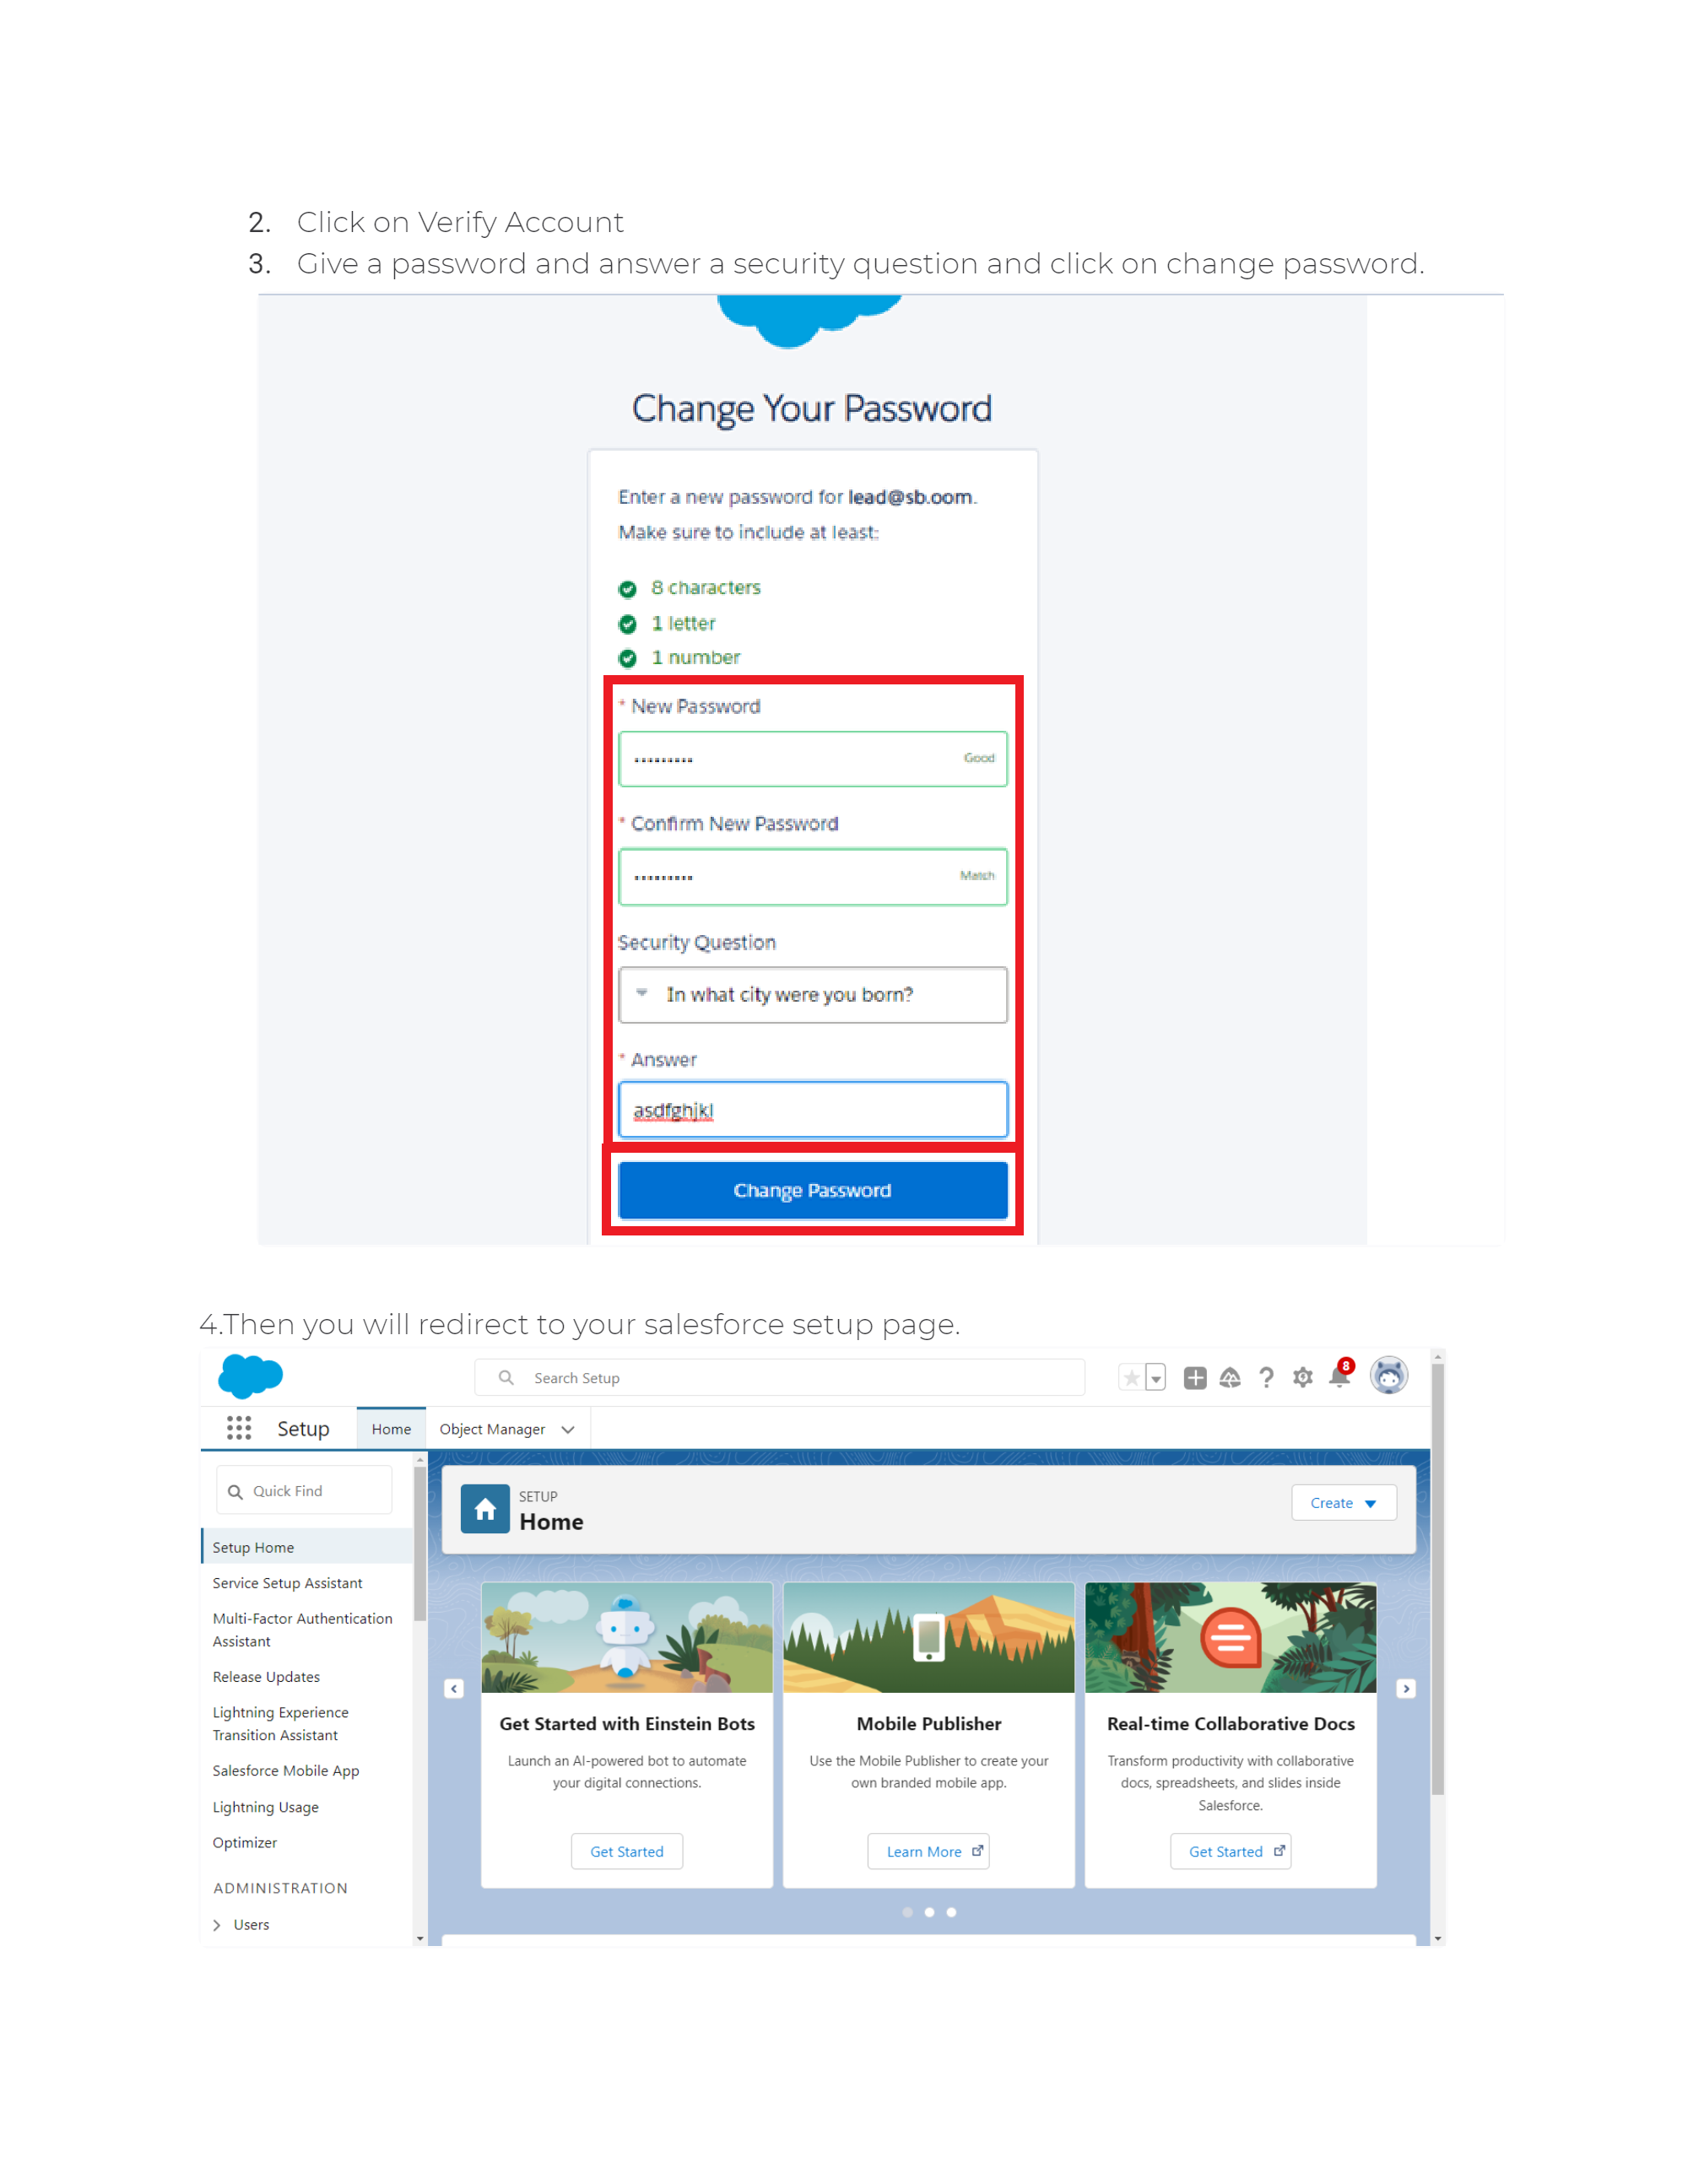 2. Click on Verify Account
3. Give a password and answer a security question and click on change password.
Change Your Password
Enter a new password for lead@sb.oom.
Make sure to include at least:
8 characters
1 letter
1 number
* New Password
Good
* Confirm New Password
Match
Security Question
In what city were you born?
* Answer
asdfghjkl
Change Password
4.Then you will redirect to your salesforce setup page.
Search Setup
8
Setup Home Object Manager
Quick Find
SETUP
Home
Create
Setup Home
Service Setup Assistant
Multi-Factor Authentication
Assistant
Release Updates
Lightning Experience
Transition Assistant
Salesforce Mobile App
Lightning Usage
Optimizer
ADMINISTRATION
Users
Get Started with Einstein Bots
Launch an AI-powered bot to automate
your digital connections.
Get Started
Mobile Publisher
Use the Mobile Publisher to create your
own branded mobile app.
Learn More
Real-time Collaborative Docs
Transform productivity with collaborative
docs, spreadsheets, and slides inside
Salesforce.
Get Started